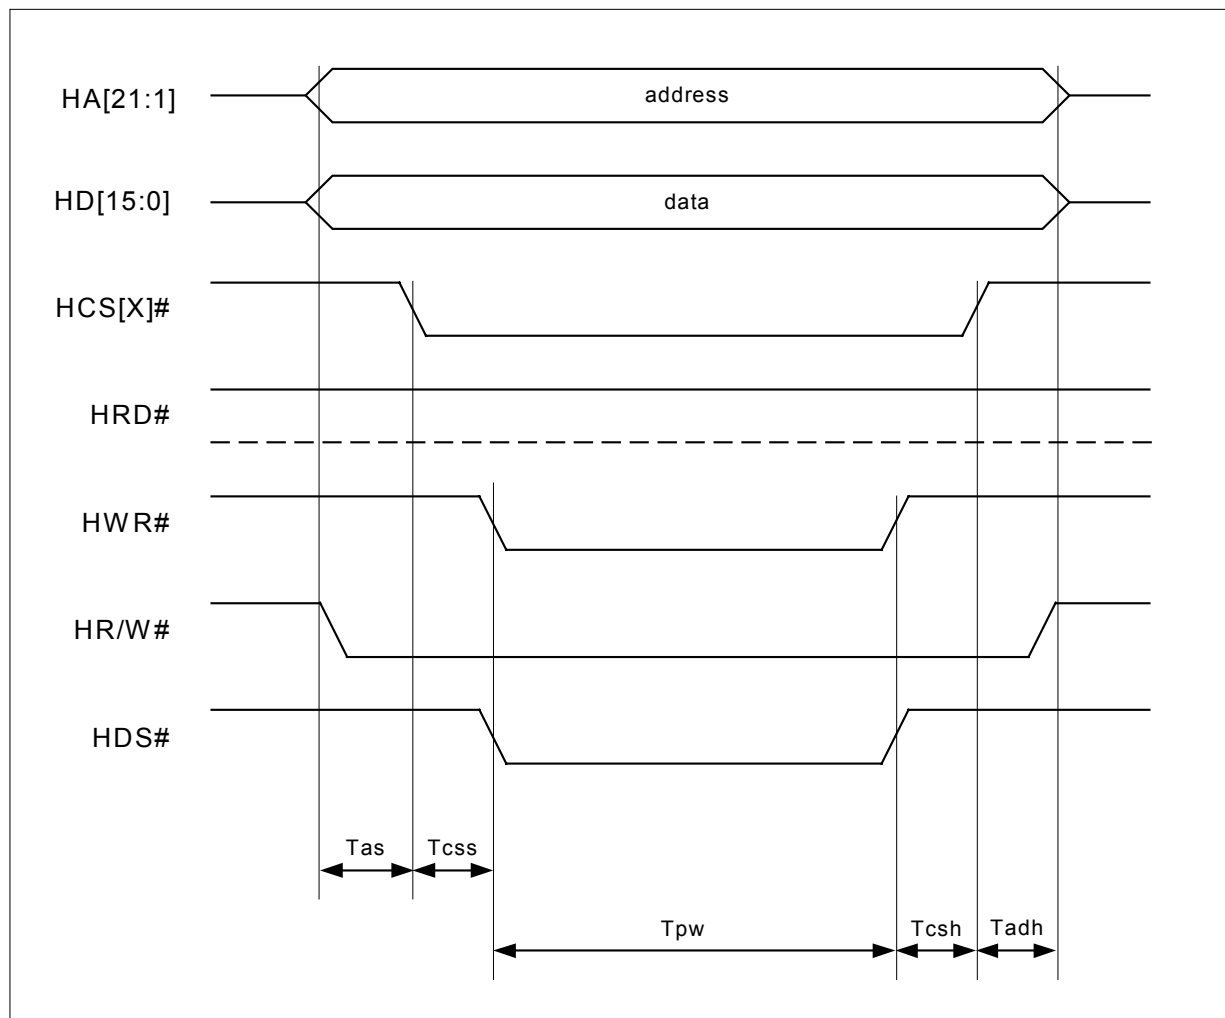 HA[21:1]
address
HD[15:0]
data
HCS[X]#
HRD#
HWR#
HR/W#
HDS#
Tas
Tcss
Tpw
Tcsh
Tadh